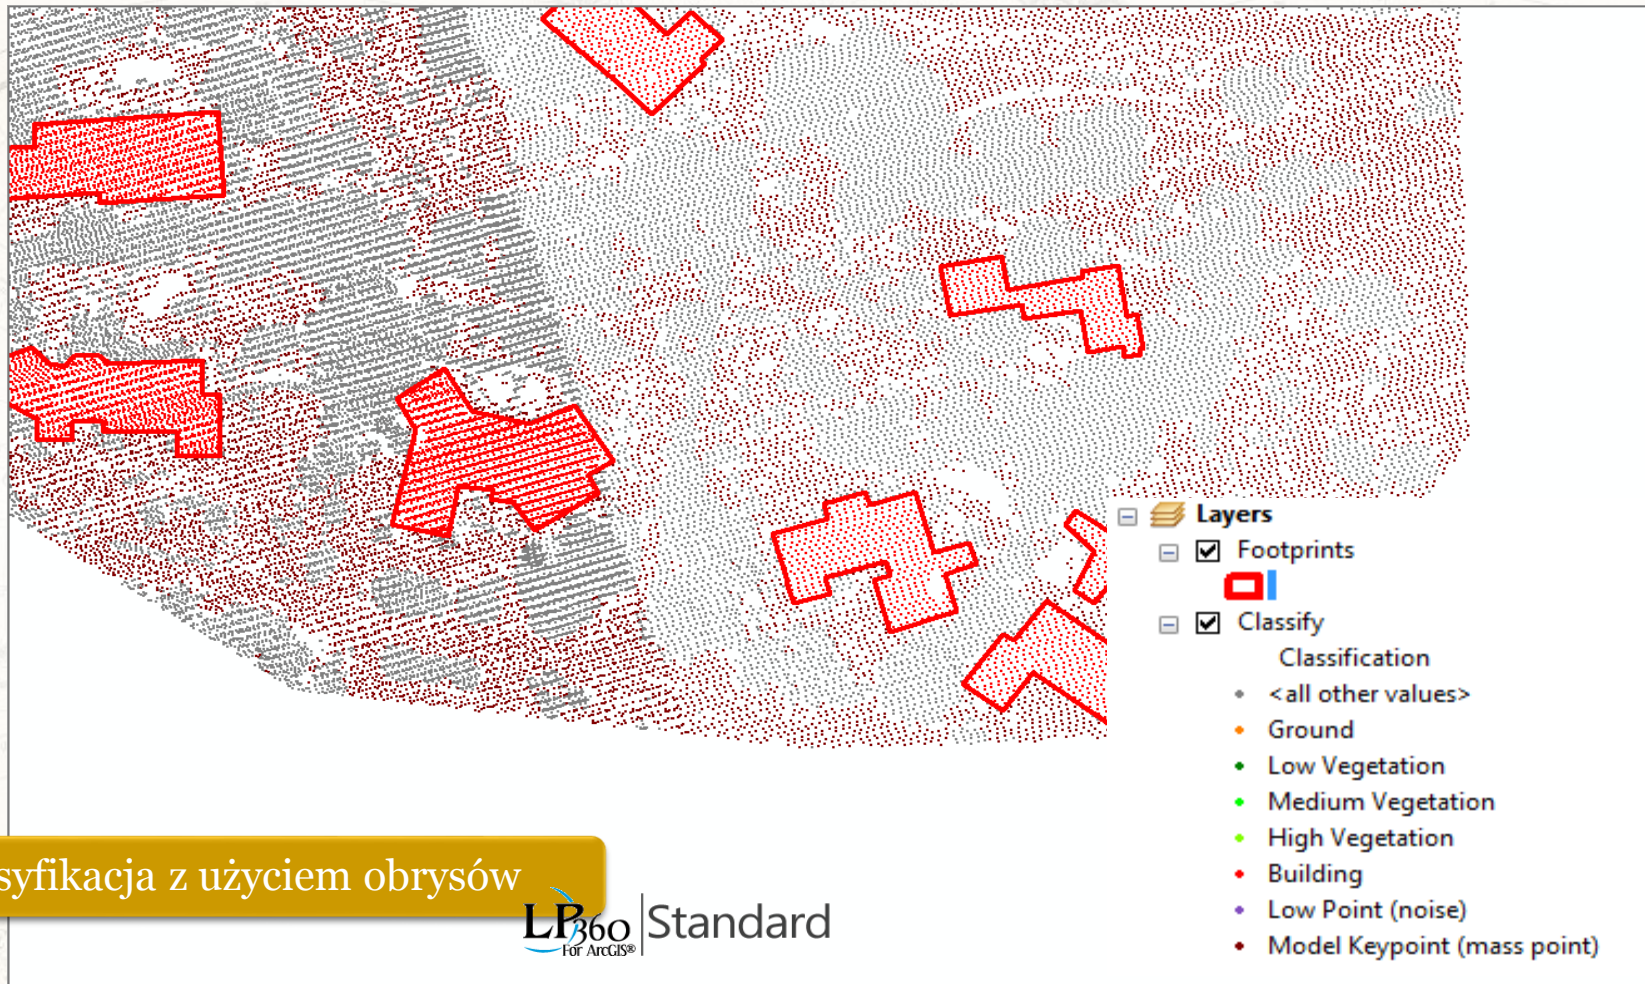 Layers
Footprints
Classify
Classification
<all other values>
Ground
Low Vegetation
Medium Vegetation
High Vegetation
Building
Low Point (noise)
Model Keypoint (mass point)
syfikacja z użyciem obrysów
LP360 Standard
For ArcGIS®